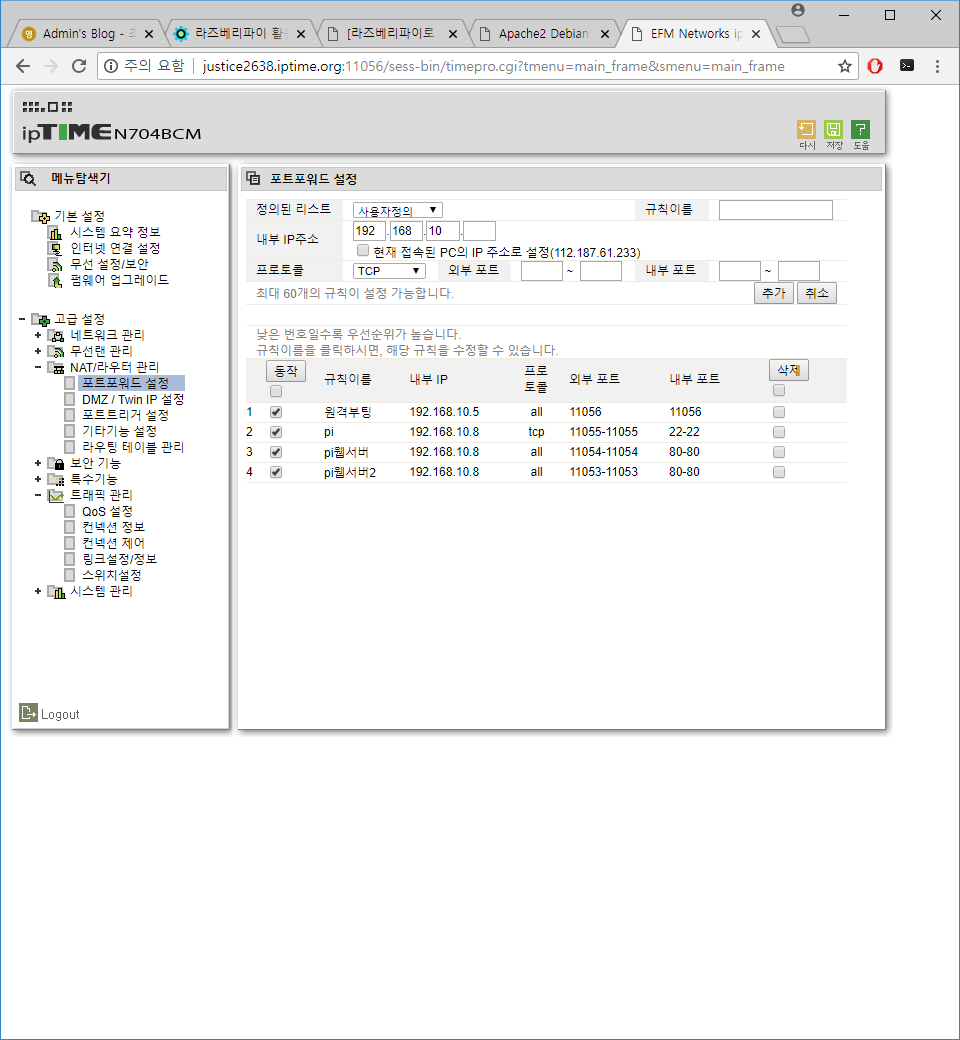 Admin's Blog - 조
라즈베리파이 활
[라즈베리파이로
Apache2 Debian
EFM Networks ip
주의 요함 justice2638.iptime.org:11056/sess-bin/timepro.cgi?tmenu=main_frame&smenu=main_frame
ipTIME N704BCM
다시 저장 도움
메뉴탐색기
기본 설정
시스템 요약 정보
인터넷 연결 설정
무선 설정/보안
펌웨어 업그레이드
고급 설정
네트워크 관리
무선랜 관리
NAT/라우터 관리
포트포워드 설정
DMZ / Twin IP 설정
포트트리거 설정
기타기능 설정
라우팅 테이블 관리
보안 기능
특수기능
트래픽 관리
QoS 설정
컨넥션 정보
컨넥션 제어
링크설정/정보
스위치설정
시스템 관리
Logout
포트포워드 설정
정의된 리스트 사용자정의 규칙이름
내부 IP주소 192 . 168 . 10 .
현재 접속된 PC의 IP 주소로 설정(112.187.61.233)
프로토콜 TCP 외부 포트 ~ 내부 포트 ~
최대 60개의 규칙이 설정 가능합니다. 추가 취소
낮은 번호일수록 우선순위가 높습니다.
규칙이름을 클릭하시면, 해당 규칙을 수정할 수 있습니다.
동작 규칙이름 내부 IP 프로토콜 외부 포트 내부 포트 삭제
1 원격부팅 192.168.10.5 all 11056 11056
2 pi 192.168.10.8 tcp 11055-11055 22-22
3 pi웹서버 192.168.10.8 all 11054-11054 80-80
4 pi웹서버2 192.168.10.8 all 11053-11053 80-80